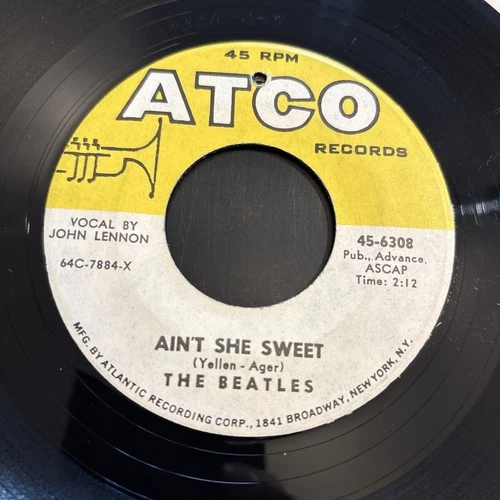 45 RPM
ATCO
RECORDS
VOCAL BY
JOHN LENNON
64C-7884-X
45-6308
Pub., Advance,
ASCAP
Time: 2:12
AIN'T SHE SWEET
(Yellen - Ager)
THE BEATLES
MFG. BY ATLANTIC RECORDING CORP., 1841 BROADWAY, NEW YORK, N.Y.